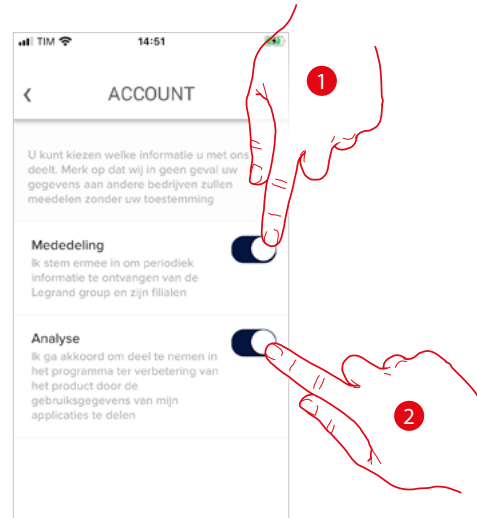 TIM 14:51
ACCOUNT
U kunt kiezen welke informatie u met ons
deelt. Merk op dat wij in geen geval uw
gegevens aan andere bedrijven zullen
meedelen zonder uw toestemming
Mededeling
Ik stem ermee in om periodiek
informatie te ontvangen van de
Legrand group en zijn filialen
Analyse
Ik ga akkoord om deel te nemen in
het programma ter verbetering van
het product door de
gebruiksgegevens van mijn
applicaties te delen
1
2